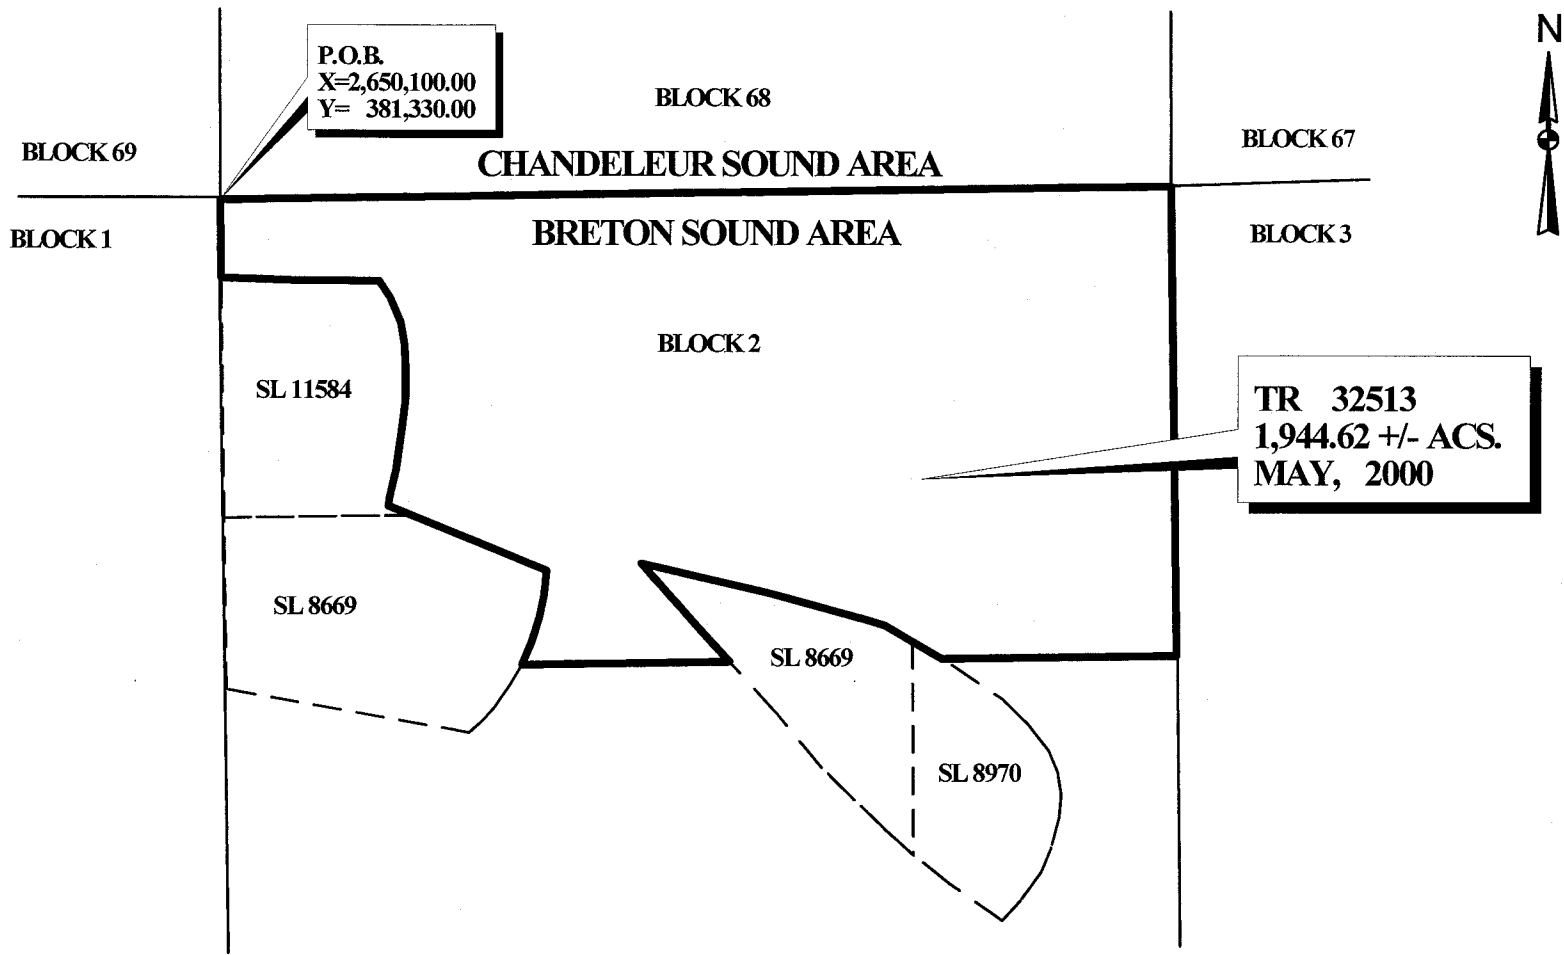 N
P.O.B.
X=2,650,100.00
Y= 381,330.00
BLOCK 68
BLOCK 69
BLOCK 67
CHANDELEUR SOUND AREA
BLOCK 1
BRETON SOUND AREA
BLOCK 3
BLOCK 2
SL 11584
TR 32513
1,944.62 +/- ACS.
MAY, 2000
SL 8669
SL 8669
SL 8970